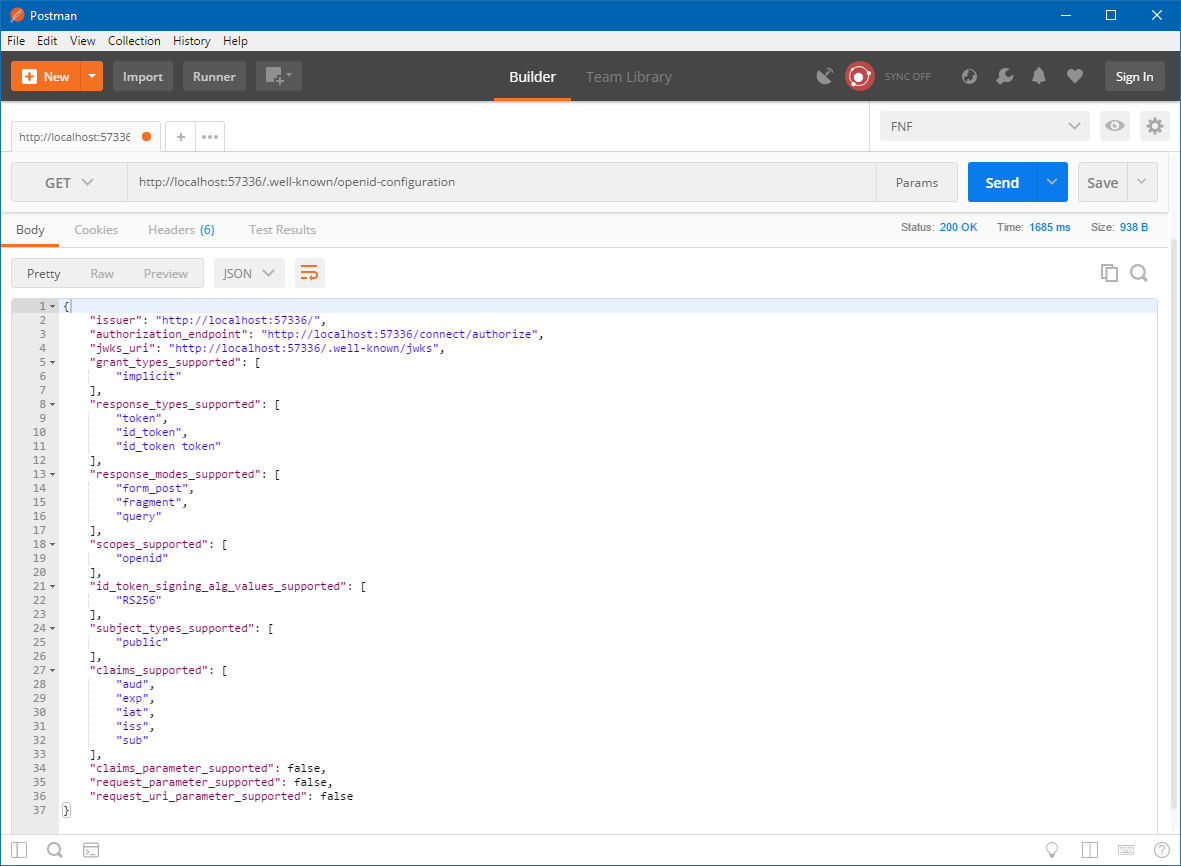 Postman
File Edit View Collection History Help
New Import Runner Builder Team Library SYNC OFF Sign In
http://localhost:57336 + ••• FNF
GET http://localhost:57336/.well-known/openid-configuration Params Send Save
Body Cookies Headers (6) Test Results Status: 200 OK Time: 1685 ms Size: 938 B
Pretty Raw Preview JSON
1 {
2 "issuer": "http://localhost:57336/",
3 "authorization_endpoint": "http://localhost:57336/connect/authorize",
4 "jwks_uri": "http://localhost:57336/.well-known/jwks",
5 "grant_types_supported": [
6 "implicit"
7 ],
8 "response_types_supported": [
9 "token",
10 "id_token",
11 "id_token token"
12 ],
13 "response_modes_supported": [
14 "form_post",
15 "fragment",
16 "query"
17 ],
18 "scopes_supported": [
19 "openid"
20 ],
21 "id_token_signing_alg_values_supported": [
22 "RS256"
23 ],
24 "subject_types_supported": [
25 "public"
26 ],
27 "claims_supported": [
28 "aud",
29 "exp",
30 "iat",
31 "iss",
32 "sub"
33 ],
34 "claims_parameter_supported": false,
35 "request_parameter_supported": false,
36 "request_uri_parameter_supported": false
37 }